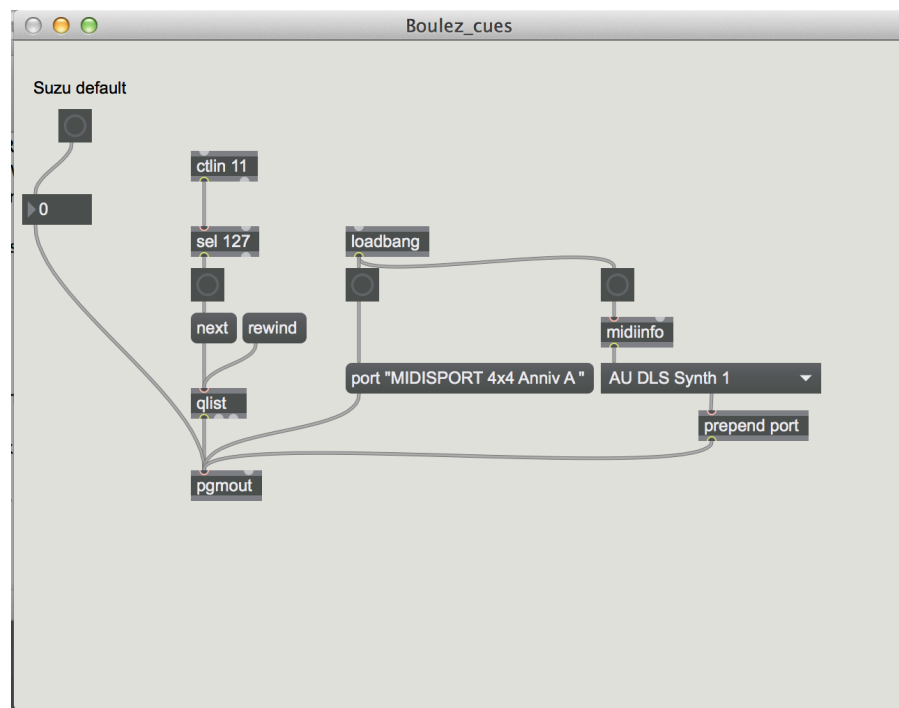 Boulez_cues
Suzu default
ctlin 11
0
sel 127
loadbang
next
rewind
midiinfo
port "MIDISPORT 4x4 Anniv A "
AU DLS Synth 1
qlist
prepend port
pgmout